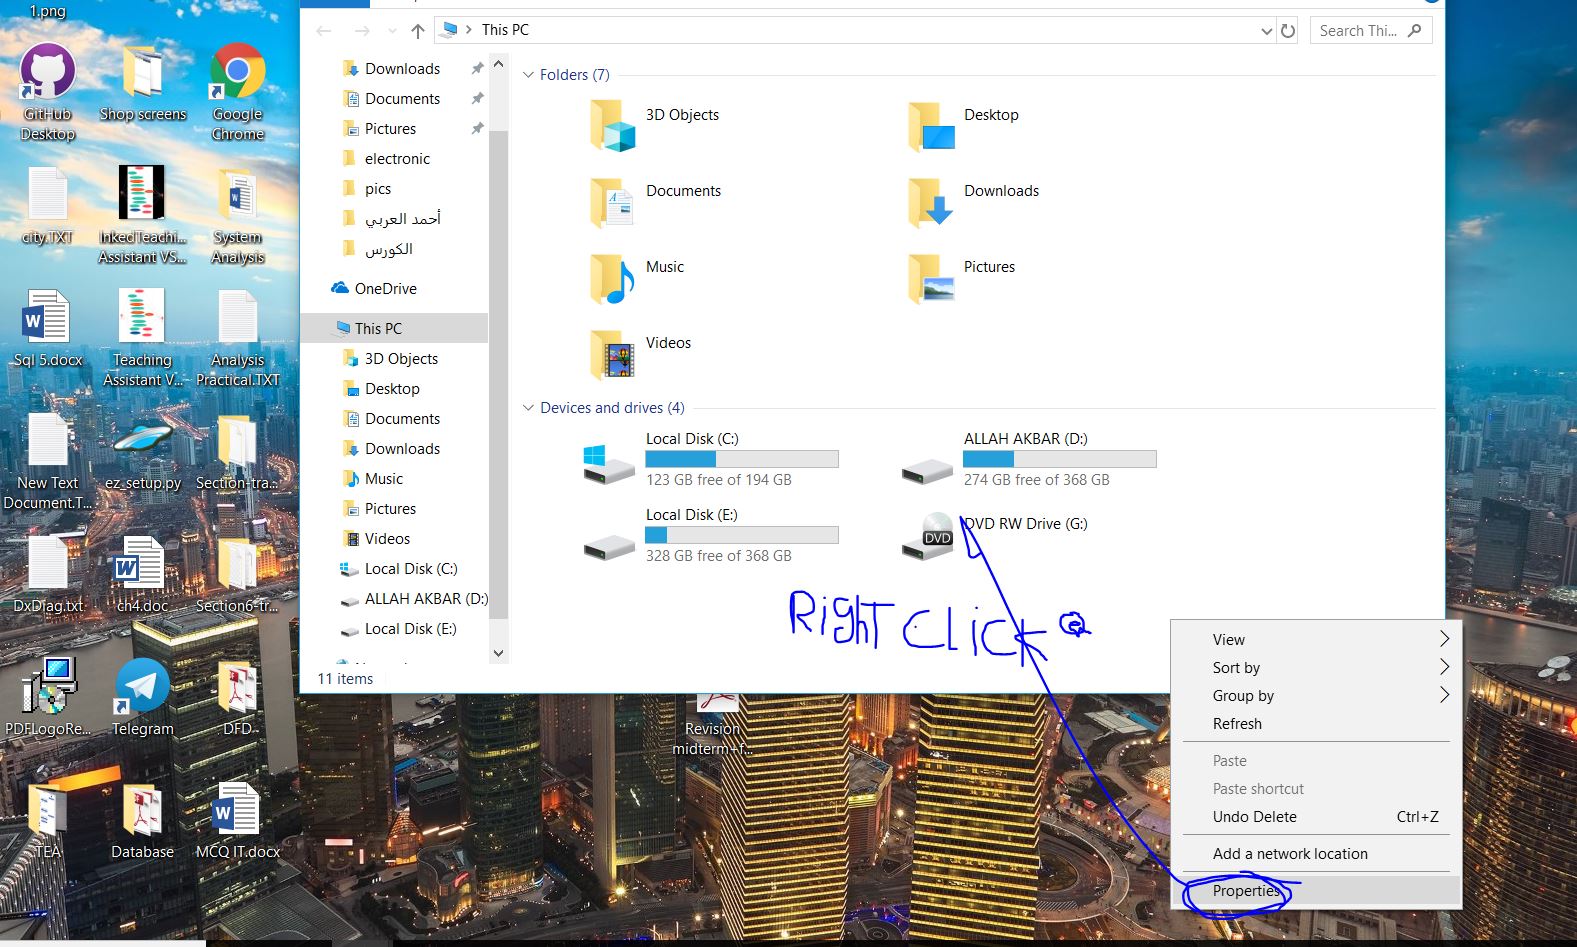 1.png
GitHub
Desktop
Shop screens
Google
Chrome
city.TXT
InkedTeachi...
Assistant VS...
System
Analysis
Sql 5.docx
Teaching
Assistant V...
Analysis
Practical.TXT
New Text
Document.T...
ez_setup.py
Section-tra...
DxDiag.txt
ch4.doc
Section6-tr...
PDFLogoRe...
Telegram
DFD
TEA
Database
MCQ IT.docx
This PC
Search Thi...
Downloads
Documents
Pictures
electronic
pics
أحمد العربي
الكورس
OneDrive
This PC
3D Objects
Desktop
Documents
Downloads
Music
Pictures
Videos
Local Disk (C:)
ALLAH AKBAR (D:)
Local Disk (E:)
11 items
Folders (7)
3D Objects
Desktop
Documents
Downloads
Music
Pictures
Videos
Devices and drives (4)
Local Disk (C:)
123 GB free of 194 GB
ALLAH AKBAR (D:)
274 GB free of 368 GB
Local Disk (E:)
328 GB free of 368 GB
DVD
DVD RW Drive (G:)
Right Click
Revision
midterm+f...
View
Sort by
Group by
Refresh
Paste
Paste shortcut
Undo Delete Ctrl+Z
Add a network location
Properties